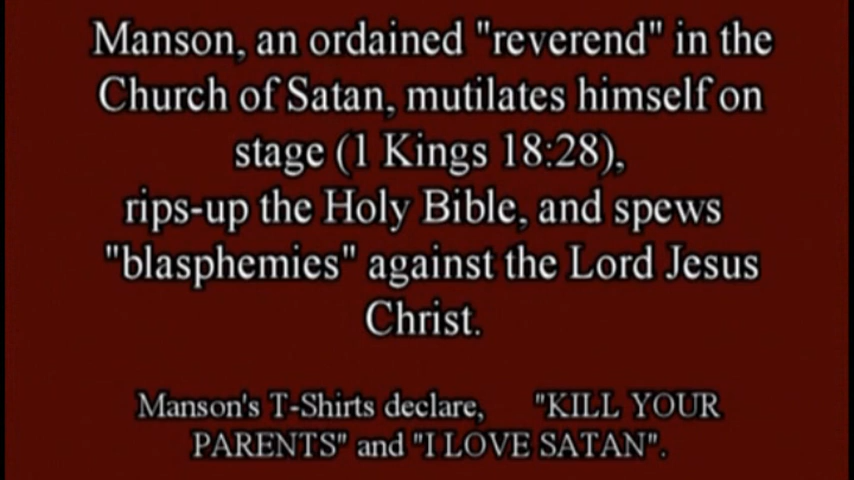 Manson, an ordained "reverend" in the
Church of Satan, mutilates himself on
stage (1 Kings 18:28),
rips-up the Holy Bible, and spews
"blasphemies" against the Lord Jesus
Christ.
Manson's T-Shirts declare, "KILL YOUR
PARENTS" and "I LOVE SATAN".